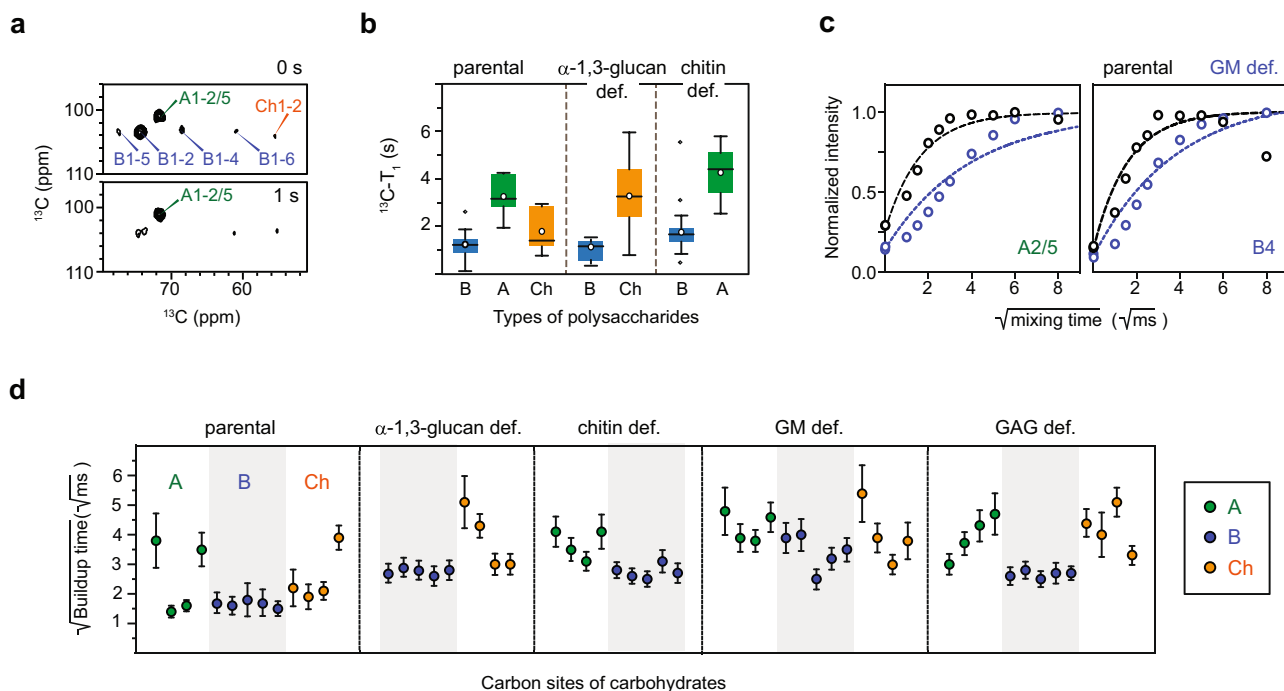 a
0 s
100
110
A1-2/5
Ch1-2
B1-5
B1-2
B1-4
B1-6
1 s
A1-2/5
100
110
¹³C (ppm)
70
60
¹³C (ppm)
b
parental
α-1,3-glucan
def.
chitin
def.
¹³C-T₁ (s)
6
4
2
0
B
A
Ch
B
Ch
B
A
Types of polysaccharides
c
parental
GM def.
Normalized intensity
1.0
0.5
0.0
A2/5
B4
2
4
6
8
2
4
6
8
√mixing time (√ms)
d
parental
α-1,3-glucan def.
chitin def.
GM def.
GAG def.
√Buildup time(√ms)
6
5
4
3
2
1
A
B
Ch
A
B
Ch
Carbon sites of carbohydrates